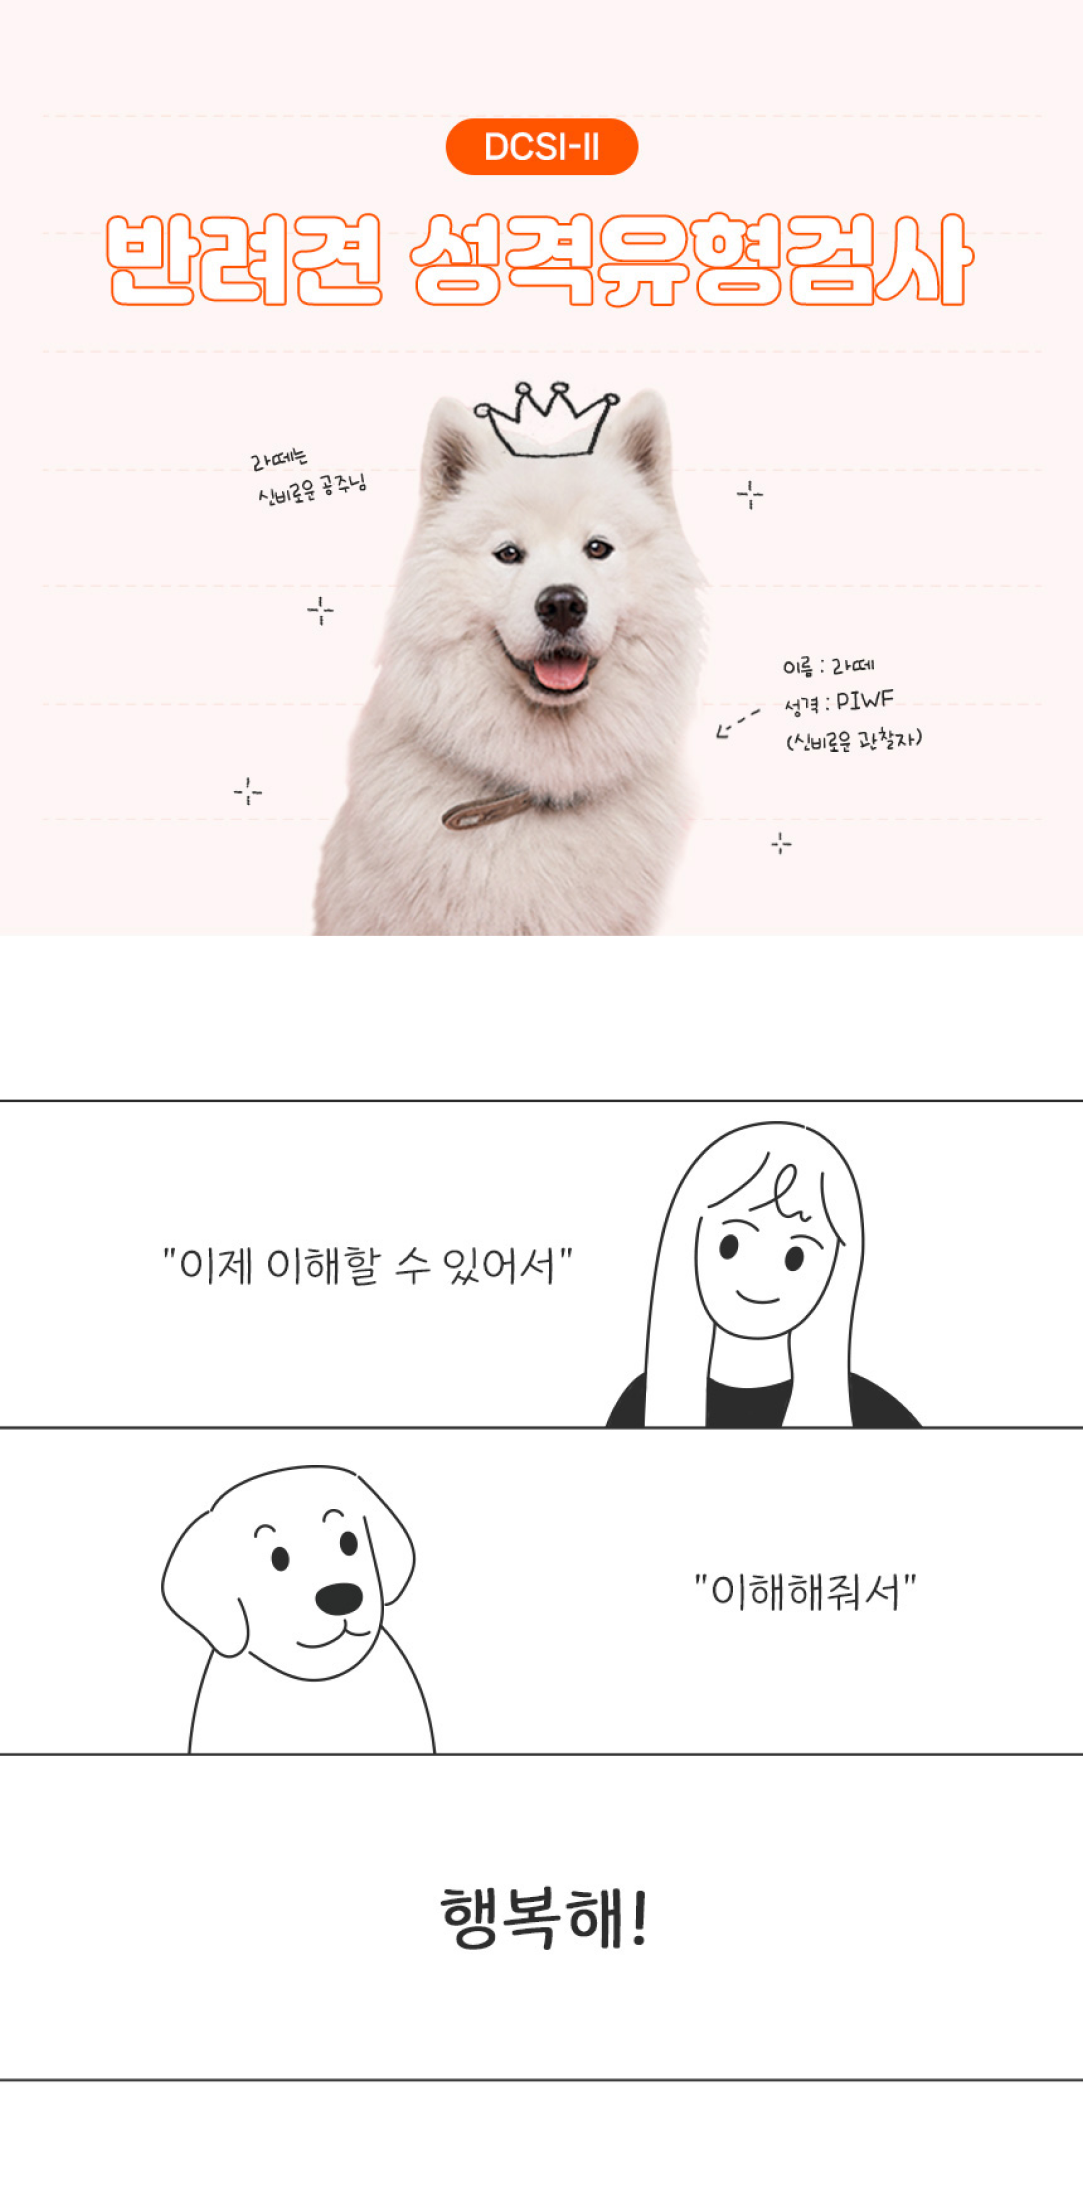 DCSI-II
반려견 성격유형검사
라떼는
신비로운 공주님
이름 : 라떼
성격 : PIWF
(신비로운 관찰자)
"이제 이해할 수 있어서"
"이해해줘서"
행복해!